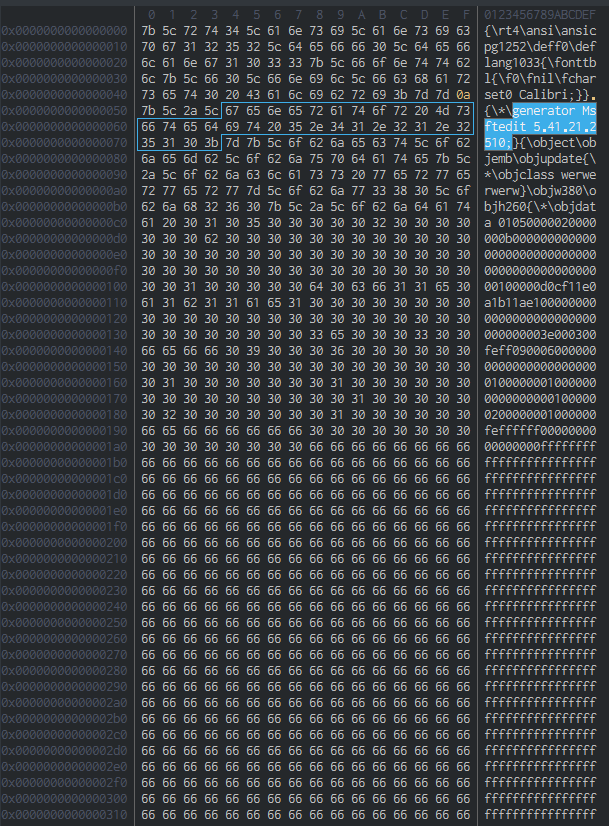 0 1 2 3 4 5 6 7 8 9 A B C D E F 0123456789ABCDEF
0x0000000000000000 7b 5c 72 74 34 5c 61 6e 73 69 5c 61 6e 73 69 63 {\rt4\ansi\ansic
0x0000000000000010 70 67 31 32 35 32 5c 64 65 66 66 30 5c 64 65 66 pg1252\deff0\def
0x0000000000000020 6c 61 6e 67 31 30 33 33 7b 5c 66 6f 6e 74 74 62 lang1033{\fonttb
0x0000000000000030 6c 7b 5c 66 30 5c 66 6e 69 6c 5c 66 63 68 61 72 l{\f0\fnil\fchar
0x0000000000000040 73 65 74 30 20 43 61 6c 69 62 72 69 3b 7d 7d 0a set0 Calibri;}}.
0x0000000000000050 7b 5c 2a 5c 67 65 6e 65 72 61 74 6f 72 20 4d 73 {\*\generator Ms
0x0000000000000060 66 74 65 64 69 74 20 35 2e 34 31 2e 32 31 2e 32 ftedit 5.41.21.2
0x0000000000000070 35 31 30 3b 7d 7b 5c 6f 62 6a 65 63 74 5c 6f 62 510;}{\object\ob
0x0000000000000080 6a 65 6d 62 5c 6f 62 6a 75 70 64 61 74 65 7b 5c jemb\objupdate{\
0x0000000000000090 2a 5c 6f 62 6a 63 6c 61 73 73 20 77 65 72 77 65 *\objclass werwe
0x00000000000000a0 72 77 65 72 77 7d 5c 6f 62 6a 77 33 38 30 5c 6f rwerw}\objw380\o
0x00000000000000b0 62 6a 68 32 36 30 7b 5c 2a 5c 6f 62 6a 64 61 74 bjh260{\*\objdat
0x00000000000000c0 61 20 30 31 30 35 30 30 30 30 30 32 30 30 30 30 a 01050000020000
0x00000000000000d0 30 30 30 62 30 30 30 30 30 30 30 30 30 30 30 30 000b000000000000
0x00000000000000e0 30 30 30 30 30 30 30 30 30 30 30 30 30 30 30 30 0000000000000000
0x00000000000000f0 30 30 30 30 30 30 30 30 30 30 30 30 30 30 30 30 0000000000000000
0x0000000000000100 30 30 31 30 30 30 30 30 64 30 63 66 31 31 65 30 00100000d0cf11e0
0x0000000000000110 61 31 62 31 31 61 65 31 30 30 30 30 30 30 30 30 a1b11ae100000000
0x0000000000000120 30 30 30 30 30 30 30 30 30 30 30 30 30 30 30 30 0000000000000000
0x0000000000000130 30 30 30 30 30 30 30 30 33 65 30 30 30 33 30 30 000000003e000300
0x0000000000000140 66 65 66 66 30 39 30 30 30 36 30 30 30 30 30 30 feff090006000000
0x0000000000000150 30 30 30 30 30 30 30 30 30 30 30 30 30 30 30 30 0000000000000000
0x0000000000000160 30 31 30 30 30 30 30 30 30 31 30 30 30 30 30 30 0100000001000000
0x0000000000000170 30 30 30 30 30 30 30 30 30 30 31 30 30 30 30 30 0000000000100000
0x0000000000000180 30 32 30 30 30 30 30 30 30 31 30 30 30 30 30 30 0200000001000000
0x0000000000000190 66 65 66 66 66 66 66 66 30 30 30 30 30 30 30 30 feffffff00000000
0x00000000000001a0 30 30 30 30 30 30 30 30 66 66 66 66 66 66 66 66 00000000ffffffff
0x00000000000001b0 66 66 66 66 66 66 66 66 66 66 66 66 66 66 66 66 ffffffffffffffff
0x00000000000001c0 66 66 66 66 66 66 66 66 66 66 66 66 66 66 66 66 ffffffffffffffff
0x00000000000001d0 66 66 66 66 66 66 66 66 66 66 66 66 66 66 66 66 ffffffffffffffff
0x00000000000001e0 66 66 66 66 66 66 66 66 66 66 66 66 66 66 66 66 ffffffffffffffff
0x00000000000001f0 66 66 66 66 66 66 66 66 66 66 66 66 66 66 66 66 ffffffffffffffff
0x0000000000000200 66 66 66 66 66 66 66 66 66 66 66 66 66 66 66 66 ffffffffffffffff
0x0000000000000210 66 66 66 66 66 66 66 66 66 66 66 66 66 66 66 66 ffffffffffffffff
0x0000000000000220 66 66 66 66 66 66 66 66 66 66 66 66 66 66 66 66 ffffffffffffffff
0x0000000000000230 66 66 66 66 66 66 66 66 66 66 66 66 66 66 66 66 ffffffffffffffff
0x0000000000000240 66 66 66 66 66 66 66 66 66 66 66 66 66 66 66 66 ffffffffffffffff
0x0000000000000250 66 66 66 66 66 66 66 66 66 66 66 66 66 66 66 66 ffffffffffffffff
0x0000000000000260 66 66 66 66 66 66 66 66 66 66 66 66 66 66 66 66 ffffffffffffffff
0x0000000000000270 66 66 66 66 66 66 66 66 66 66 66 66 66 66 66 66 ffffffffffffffff
0x0000000000000280 66 66 66 66 66 66 66 66 66 66 66 66 66 66 66 66 ffffffffffffffff
0x0000000000000290 66 66 66 66 66 66 66 66 66 66 66 66 66 66 66 66 ffffffffffffffff
0x00000000000002a0 66 66 66 66 66 66 66 66 66 66 66 66 66 66 66 66 ffffffffffffffff
0x00000000000002b0 66 66 66 66 66 66 66 66 66 66 66 66 66 66 66 66 ffffffffffffffff
0x00000000000002c0 66 66 66 66 66 66 66 66 66 66 66 66 66 66 66 66 ffffffffffffffff
0x00000000000002d0 66 66 66 66 66 66 66 66 66 66 66 66 66 66 66 66 ffffffffffffffff
0x00000000000002e0 66 66 66 66 66 66 66 66 66 66 66 66 66 66 66 66 ffffffffffffffff
0x00000000000002f0 66 66 66 66 66 66 66 66 66 66 66 66 66 66 66 66 ffffffffffffffff
0x0000000000000300 66 66 66 66 66 66 66 66 66 66 66 66 66 66 66 66 ffffffffffffffff
0x0000000000000310 66 66 66 66 66 66 66 66 66 66 66 66 66 66 66 66 ffffffffffffffff